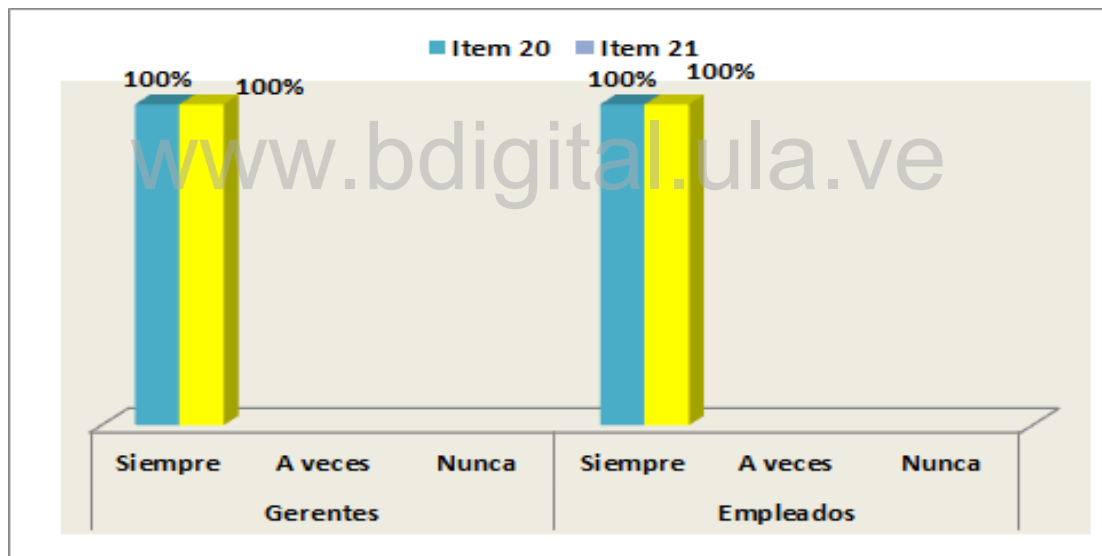 Item 20 Item 21
100% 100% 100% 100%
www.bdigital.ula.ve
Siempre A veces Nunca Siempre A veces Nunca
Gerentes Empleados